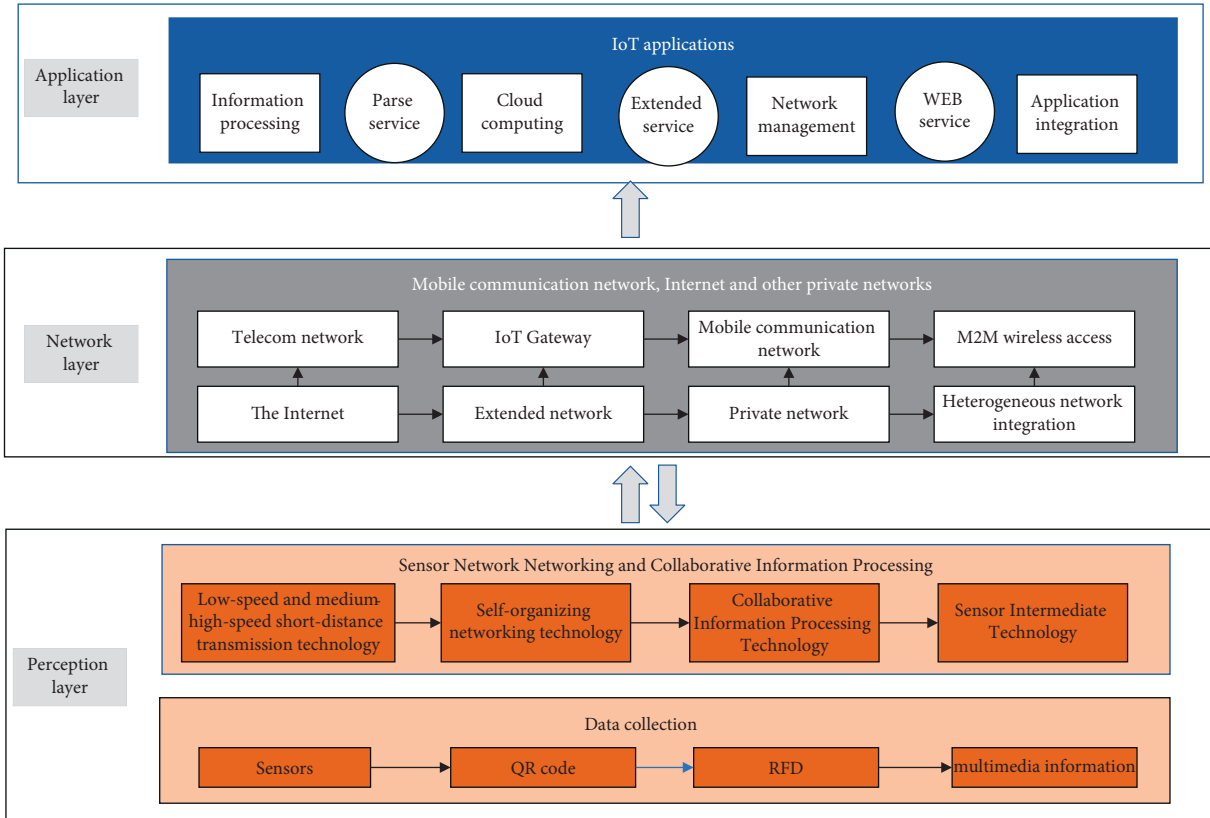 Application
layer
IoT applications
Information
processing
Parse
service
Cloud
computing
Extended
service
Network
management
WEB
service
Application
integration
Network
layer
Mobile communication network, Internet and other private networks
Telecom network
IoT Gateway
Mobile communication
network
M2M wireless access
The Internet
Extended network
Private network
Heterogeneous network
integration
Perception
layer
Sensor Network Networking and Collaborative Information Processing
Low-speed and medium-
high-speed short-distance
transmission technology
Self-organizing
networking technology
Collaborative
Information Processing
Technology
Sensor Intermediate
Technology
Data collection
Sensors
QR code
RFD
multimedia information